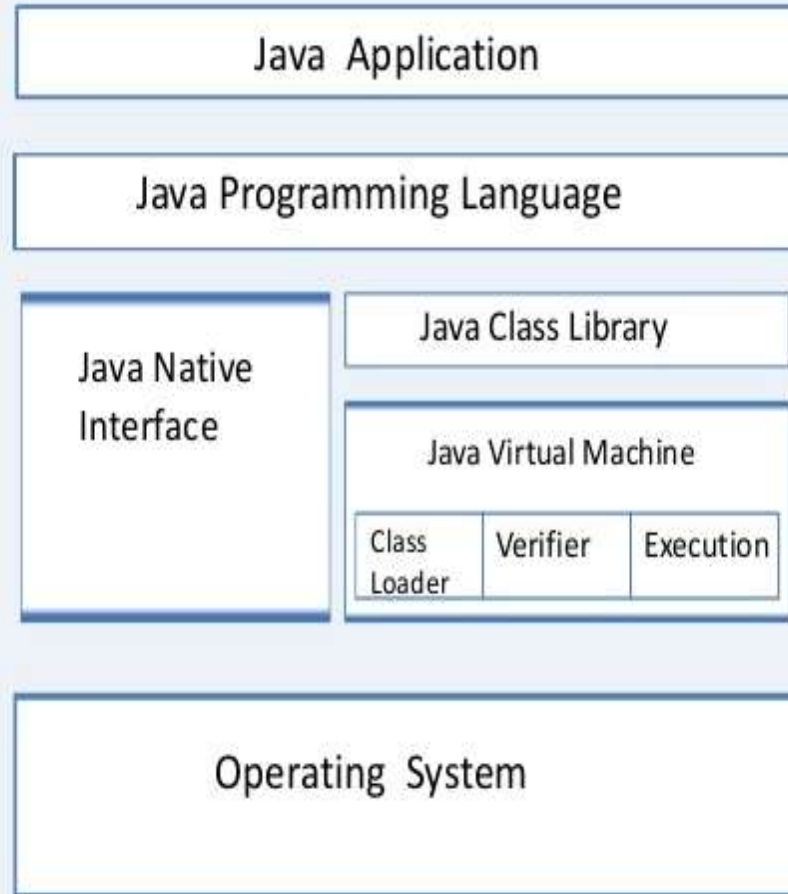 Java Application
Java Programming Language
Java Native
Interface
Java Class Library
Java Virtual Machine
Class
Loader
Verifier
Execution
Operating System